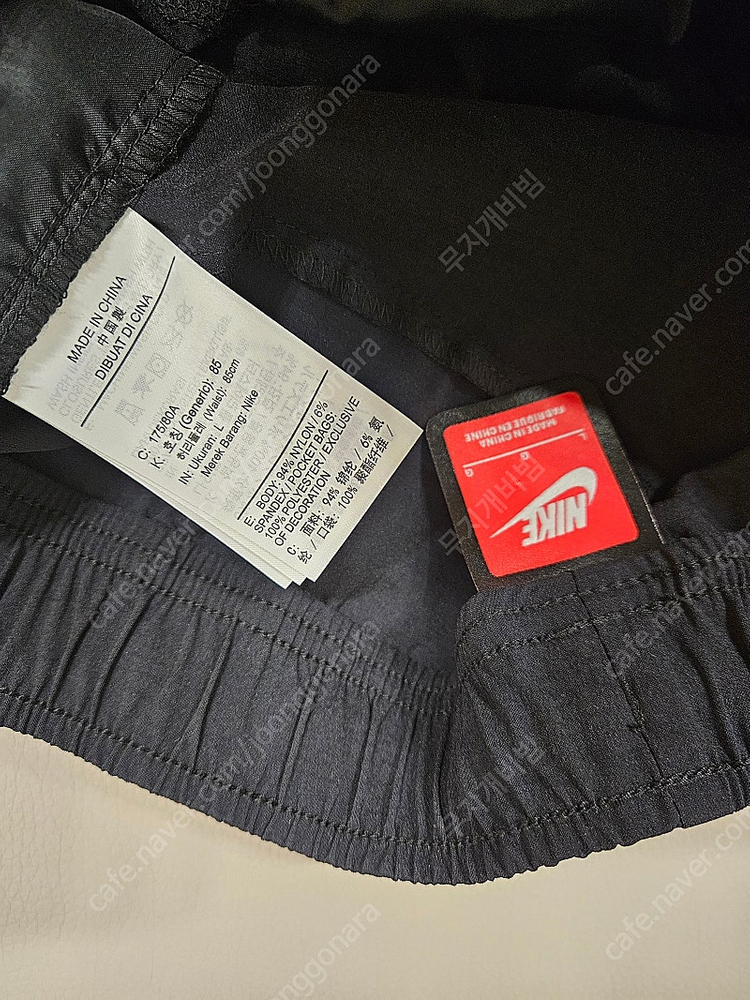 MADE IN CHINA
中国製
DIBUAT DI CINA
C: 175/80A
K: 호칭(Generic): 85
허리둘레 (Waist): 85cm
IN: Ukuran: L
Merek Barang: Nike
E: BODY: 94% NYLON/ 6%
SPANDEX / POCKET BAGS:
100% POLYESTER / EXCLUSIVE
OF DECORATION
C: 面料: 94% 锦纶 / 6% 氨
纶 / 口袋: 100% 聚酯纤维 /
NIKE
L
G
G
MADE IN CHINA
FABRIQUE EN CHINE
cafe.naver.com/joonggonara
무지개비범